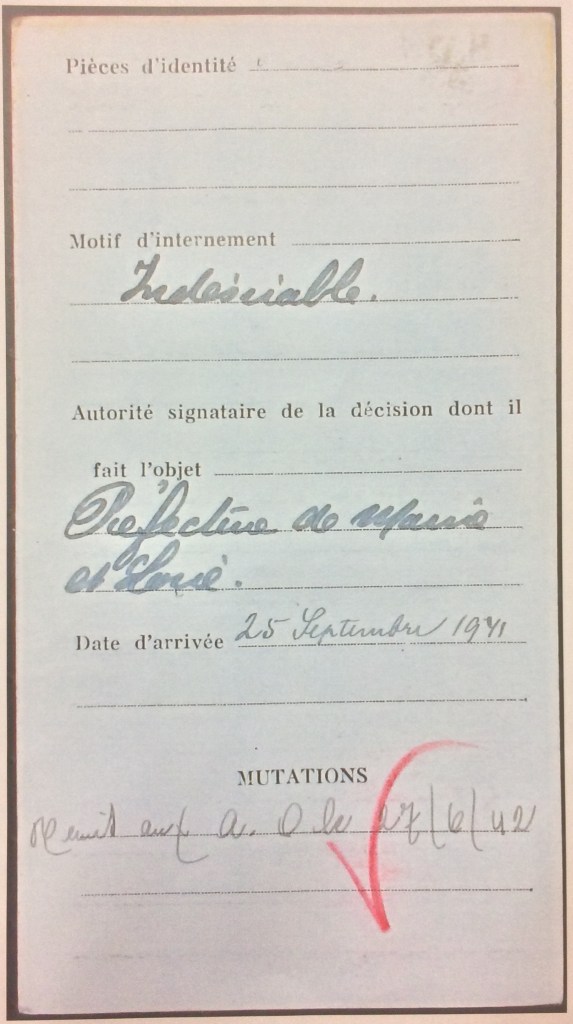 Pièces d'identité
Motif d'internement
Indésirable.
Autorité signataire de la décision dont il
fait l'objet
Préfecture de Maine
et Loire.
Date d'arrivée 25 Septembre 1941
MUTATIONS
Remis aux A. O le 27/6/42